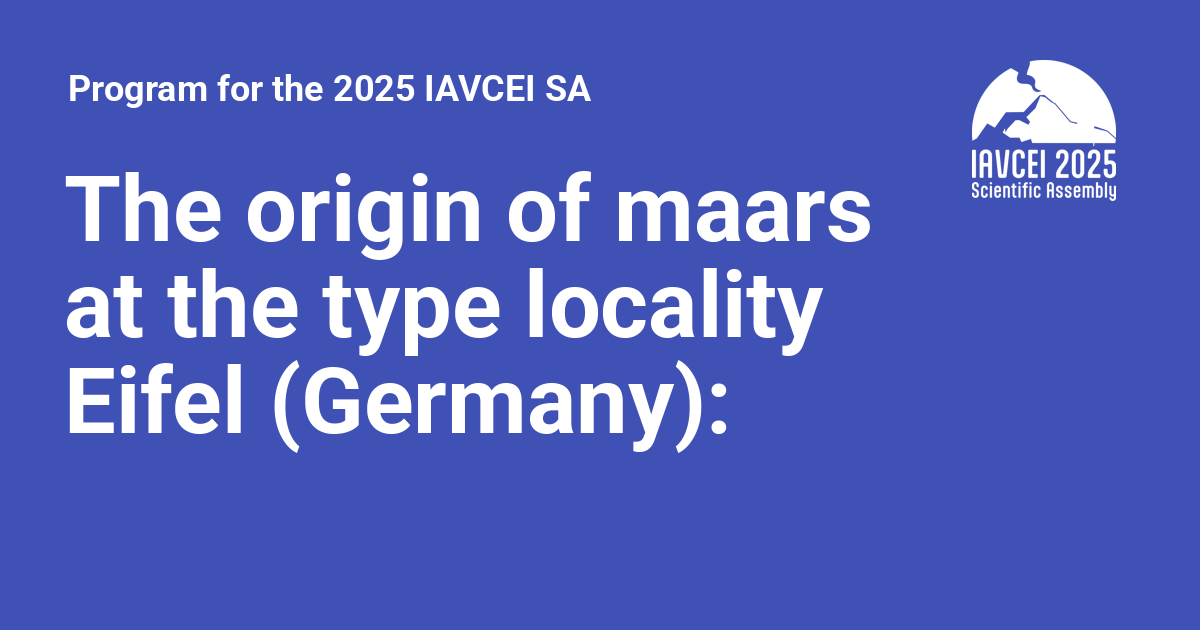 Program for the 2025 IAVCEI SA
IAVCEI 2025
Scientific Assembly
The origin of maars
at the type locality
Eifel (Germany):